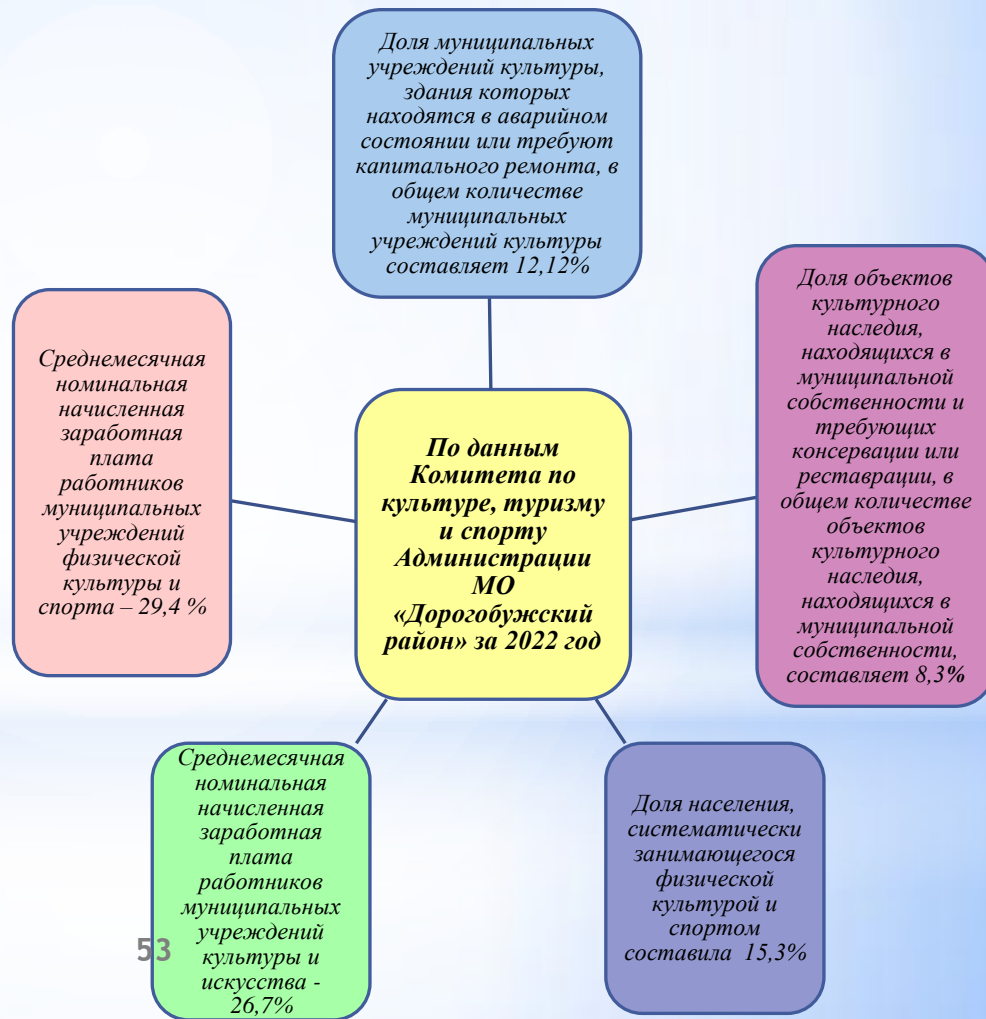 Доля муниципальных
учреждений культуры,
здания которых
находятся в аварийном
состоянии или требуют
капитального ремонта, в
общем количестве
муниципальных
учреждений культуры
составляет 12,12%
Доля объектов
культурного
наследия,
находящихся в
муниципальной
собственности и
требующих
консервации или
реставрации, в
общем количестве
объектов
культурного
наследия,
находящихся в
муниципальной
собственности,
составляет 8,3%
Среднемесячная
номинальная
начисленная
заработная
плата
работников
муниципальных
учреждений
физической
культуры и
спорта – 29,4 %
По данным
Комитета по
культуре, туризму
и спорту
Администрации
МО
«Дорогобужский
район» за 2022 год
Среднемесячная
номинальная
начисленная
заработная
плата
работников
муниципальных
учреждений
культуры и
искусства -
26,7%
Доля населения,
систематически
занимающегося
физической
культурой и
спортом
составила 15,3%
53